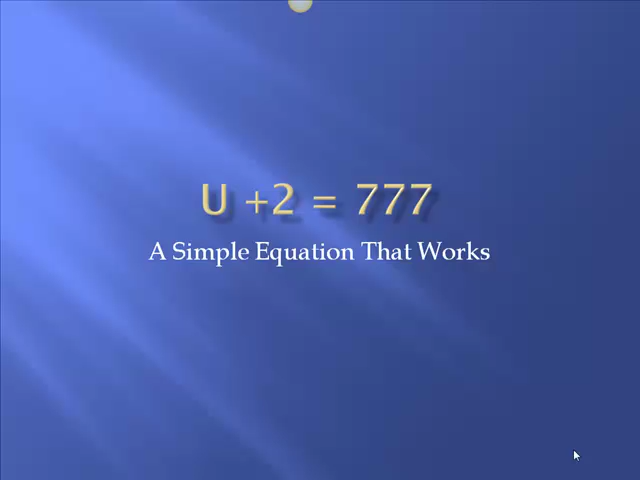 U +2 = 777
A Simple Equation That Works